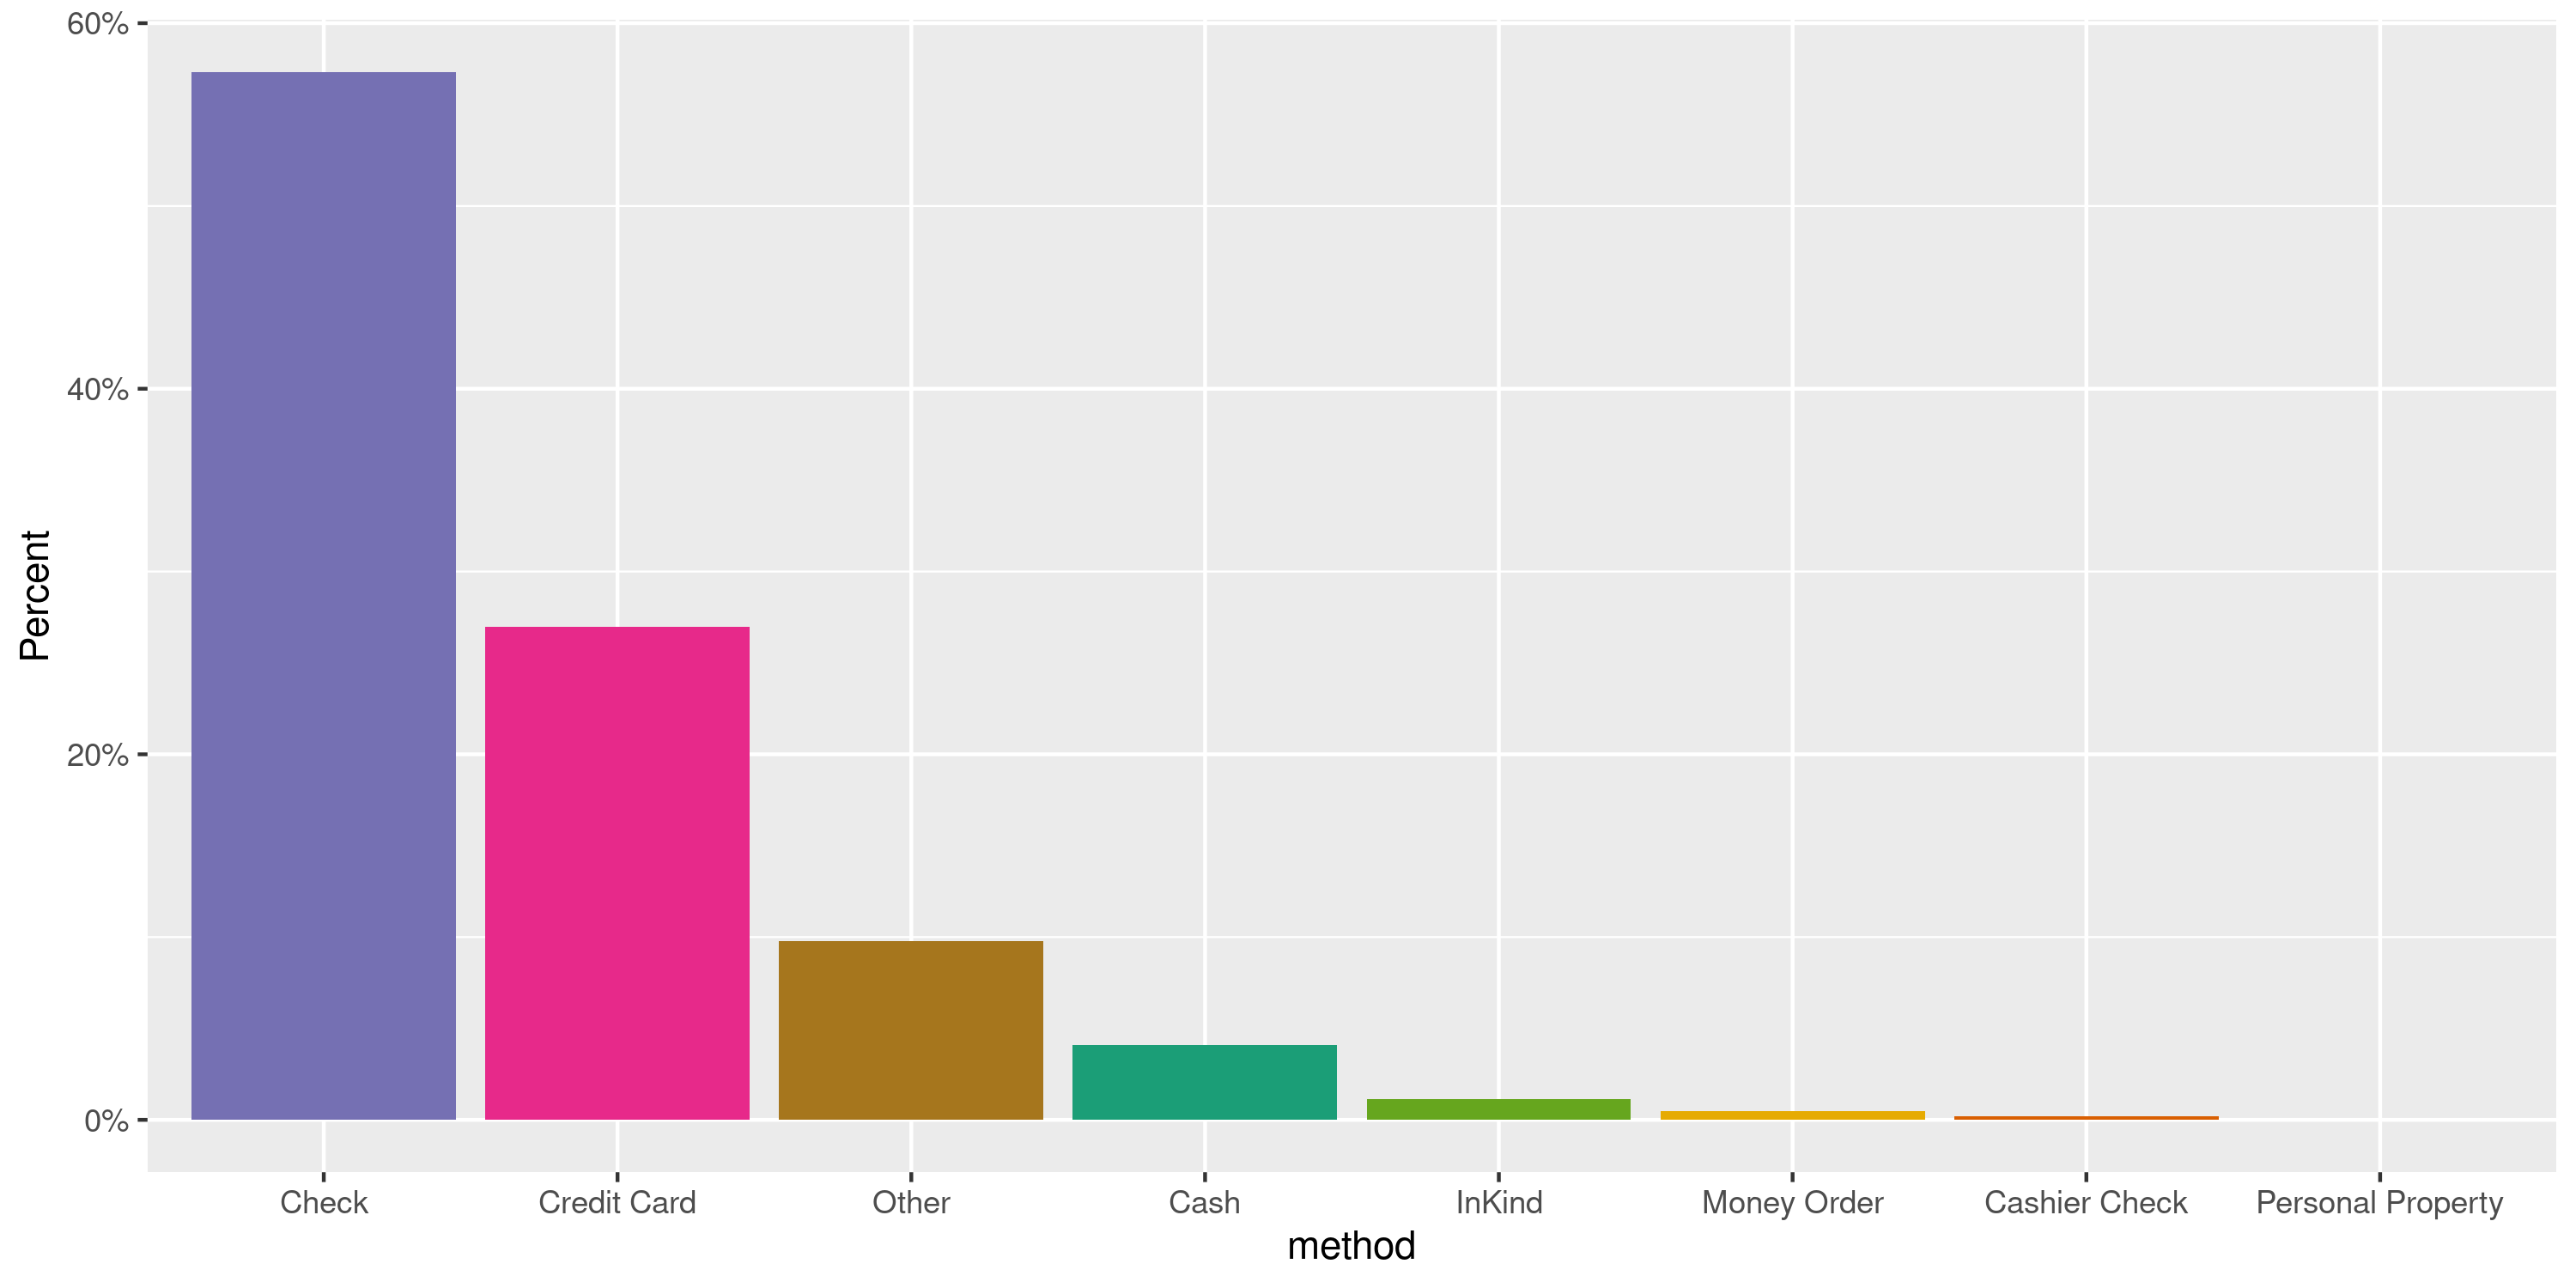 60%
40%
20%
0%
Percent
Check Credit Card Other Cash InKind Money Order Cashier Check Personal Property
method